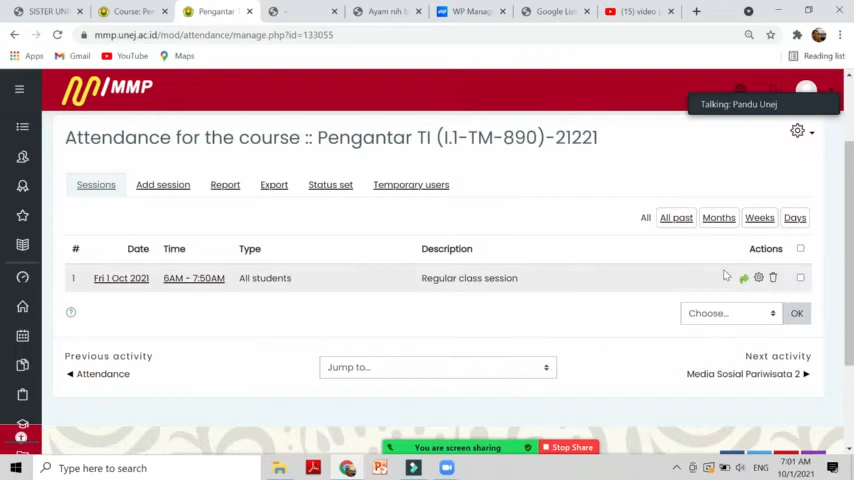 SISTER UN
Course: Pe
Pengantar T
-
Ayam nih b
WP Manag
Google List
(15) video p
mmp.unej.ac.id/mod/attendance/manage.php?id=133055
Apps
Gmail
YouTube
Maps
Reading list
MMP
Talking: Pandu Unej
Attendance for the course :: Pengantar TI (I.1-TM-890)-21221
Sessions
Add session
Report
Export
Status set
Temporary users
All
All past
Months
Weeks
Days
# Date Time Type Description Actions
1 Fri 1 Oct 2021 6AM - 7:50AM All students Regular class session
?
Choose...
OK
Previous activity
Next activity
◄ Attendance
Jump to...
Media Sosial Pariwisata 2 ►
You are screen sharing
Stop Share
Type here to search
ENG
7:01 AM
10/1/2021